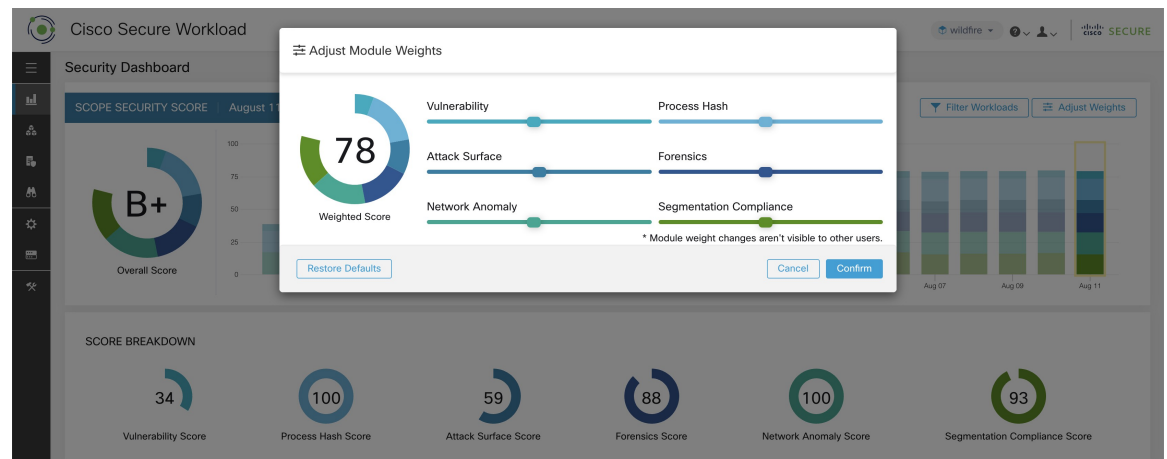 Cisco Secure Workload
wildfire
CISCO SECURE
Security Dashboard
SCOPE SECURITY SCORE August 11
Filter Workloads
Adjust Weights
Adjust Module Weights
Vulnerability
Process Hash
Attack Surface
Forensics
Network Anomaly
Segmentation Compliance
78
Weighted Score
* Module weight changes aren't visible to other users.
Restore Defaults
Cancel
Confirm
B+
Overall Score
100
75
50
25
0
Aug 07
Aug 09
Aug 11
SCORE BREAKDOWN
34
Vulnerability Score
100
Process Hash Score
59
Attack Surface Score
88
Forensics Score
100
Network Anomaly Score
93
Segmentation Compliance Score